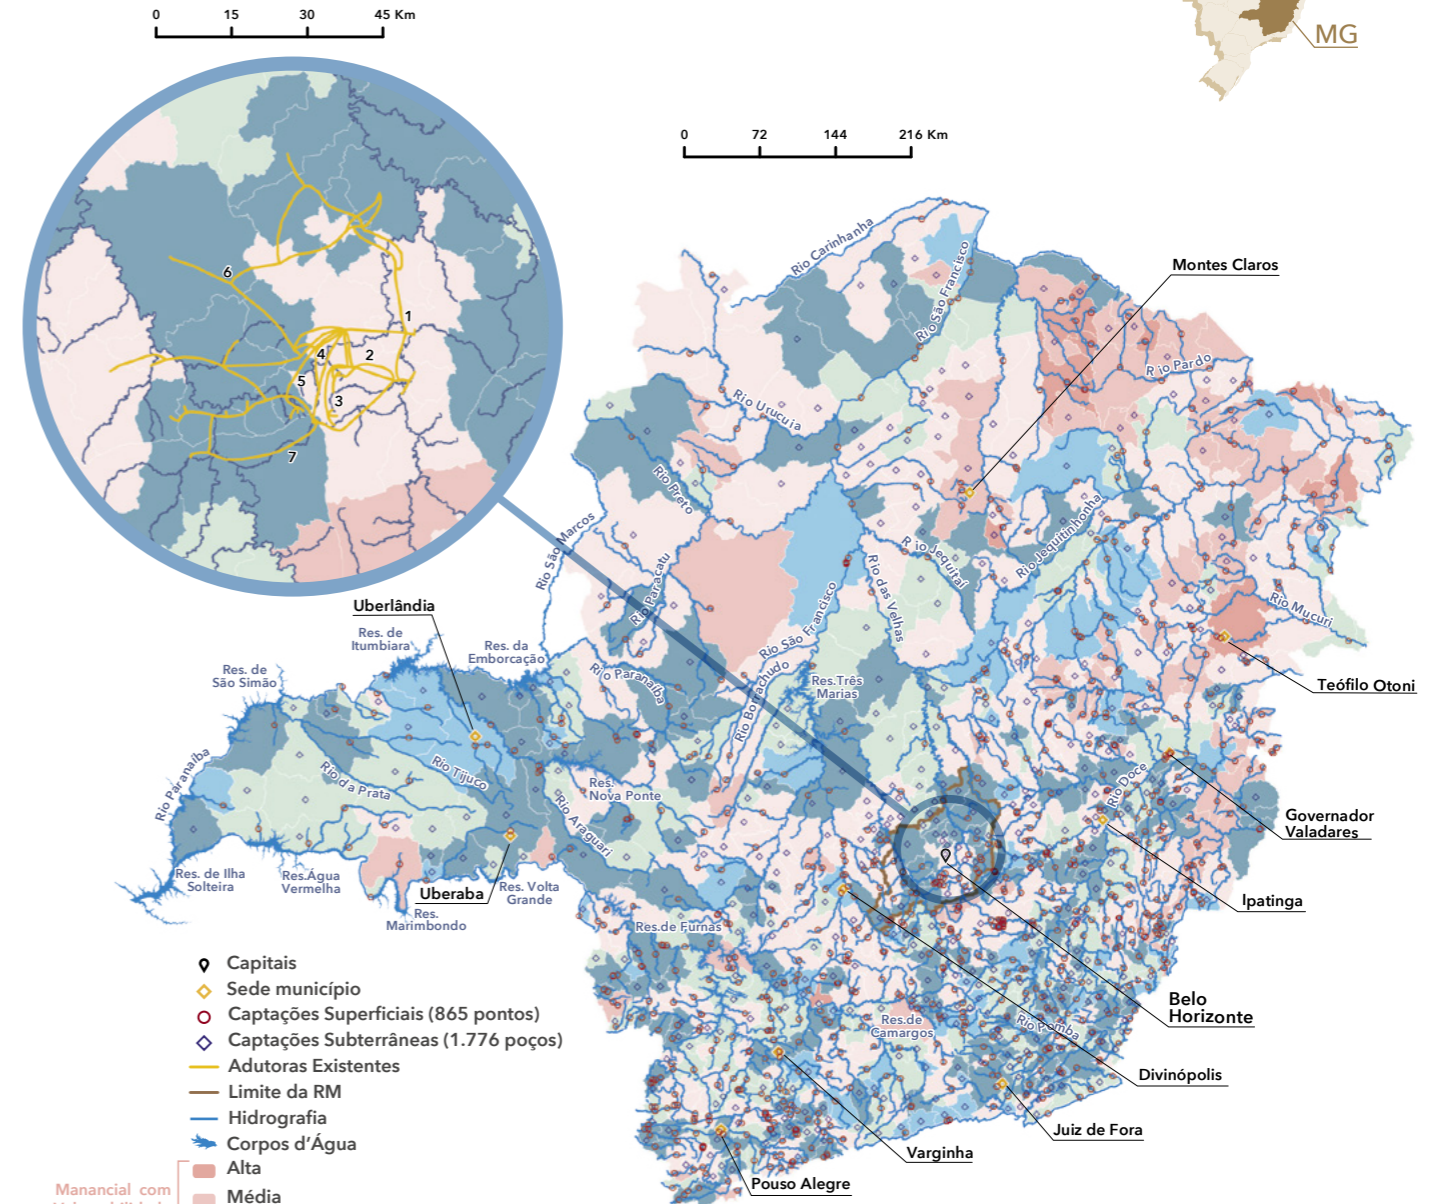 0 15 30 45 Km
MG
0 72 144 216 Km
6
1
4
2
5
3
7
Montes Claros
Rio Carinhanha
Rio São Francisco
Rio Pardo
Rio Urucuia
Rio Preto
Rio São Marcos
Rio Paracatu
Rio Jequitaí
Rio Jequitinhonha
Rio das Velhas
Rio São Francisco
Rio Mucuri
Uberlândia
Res. de
Itumbiara
Res. da
Emborcação
Res. de
São Simão
Rio Paranaíba
Rio Borrachudo
Res.Três
Marias
Teófilo Otoni
Rio Paranaíba
Rio da Prata
Rio Tijuco
Res.
Nova Ponte
Rio Araguari
Rio Doce
Governador
Valadares
Res. de Ilha
Solteira
Res.Água
Vermelha
Uberaba
Res. Volta
Grande
Res.
Marimbondo
Res.de Furnas
Ipatinga
Belo
Horizonte
Res.de
Camargos
Rio Pomba
Divinópolis
Juiz de Fora
Varginha
Pouso Alegre
Capitais
Sede município
Captações Superficiais (865 pontos)
Captações Subterrâneas (1.776 poços)
Adutoras Existentes
Limite da RM
Hidrografia
Corpos d'Água
Alta
Manancial com
Média